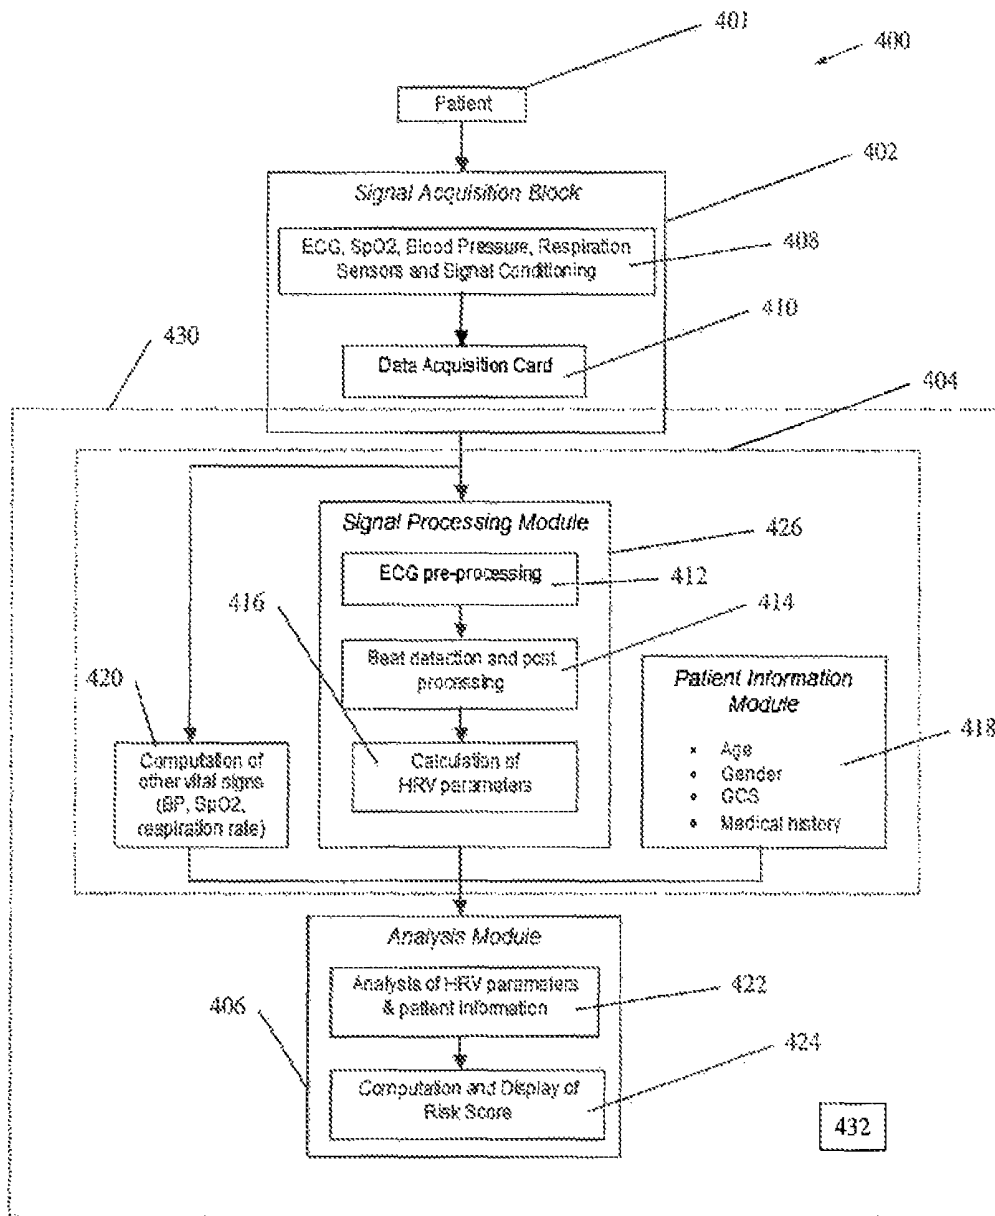 401
400
Patient
402
Signal Acquisition Block
ECG, SpO2, Blood Pressure, Respiration
Sensors and Signal Conditioning
408
410
430
Data Acquisition Card
404
Signal Processing Module
426
ECG pre-processing
412
416
414
Beat detection and post
processing
420
Patient Information
Module
418
Computation of
other vital signs
(BP, SpO2,
respiration rate)
Calculation of
HRV parameters
• Age
• Gender
• GCS
• Medical history
Analysis Module
Analysis of HRV parameters
& patient information
422
406
424
Computation and Display of
Risk Score
432